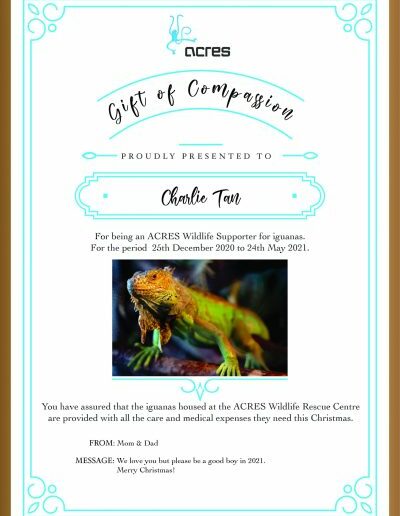 acres
Gift of Compassion
PROUDLY PRESENTED TO
Charlie Tan
For being an ACRES Wildlife Supporter for iguanas.
For the period 25th December 2020 to 24th May 2021.
You have assured that the iguanas housed at the ACRES Wildlife Rescue Centre
are provided with all the care and medical expenses they need this Christmas.
FROM: Mom & Dad
MESSAGE: We love you but please be a good boy in 2021.
Merry Christmas!